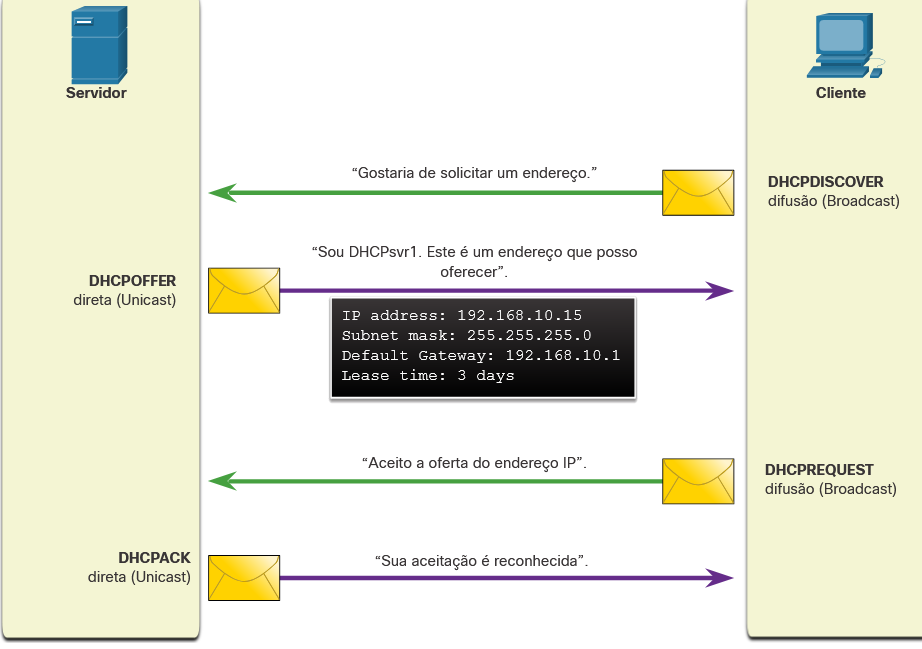 Servidor
Cliente
“Gostaria de solicitar um endereço.”
DHCPDISCOVER
difusão (Broadcast)
“Sou DHCPsvr1. Este é um endereço que posso
oferecer”.
DHCPOFFER
direta (Unicast)
IP address: 192.168.10.15
Subnet mask: 255.255.255.0
Default Gateway: 192.168.10.1
Lease time: 3 days
“Aceito a oferta do endereço IP”.
DHCPREQUEST
difusão (Broadcast)
DHCPACK
direta (Unicast)
“Sua aceitação é reconhecida”.